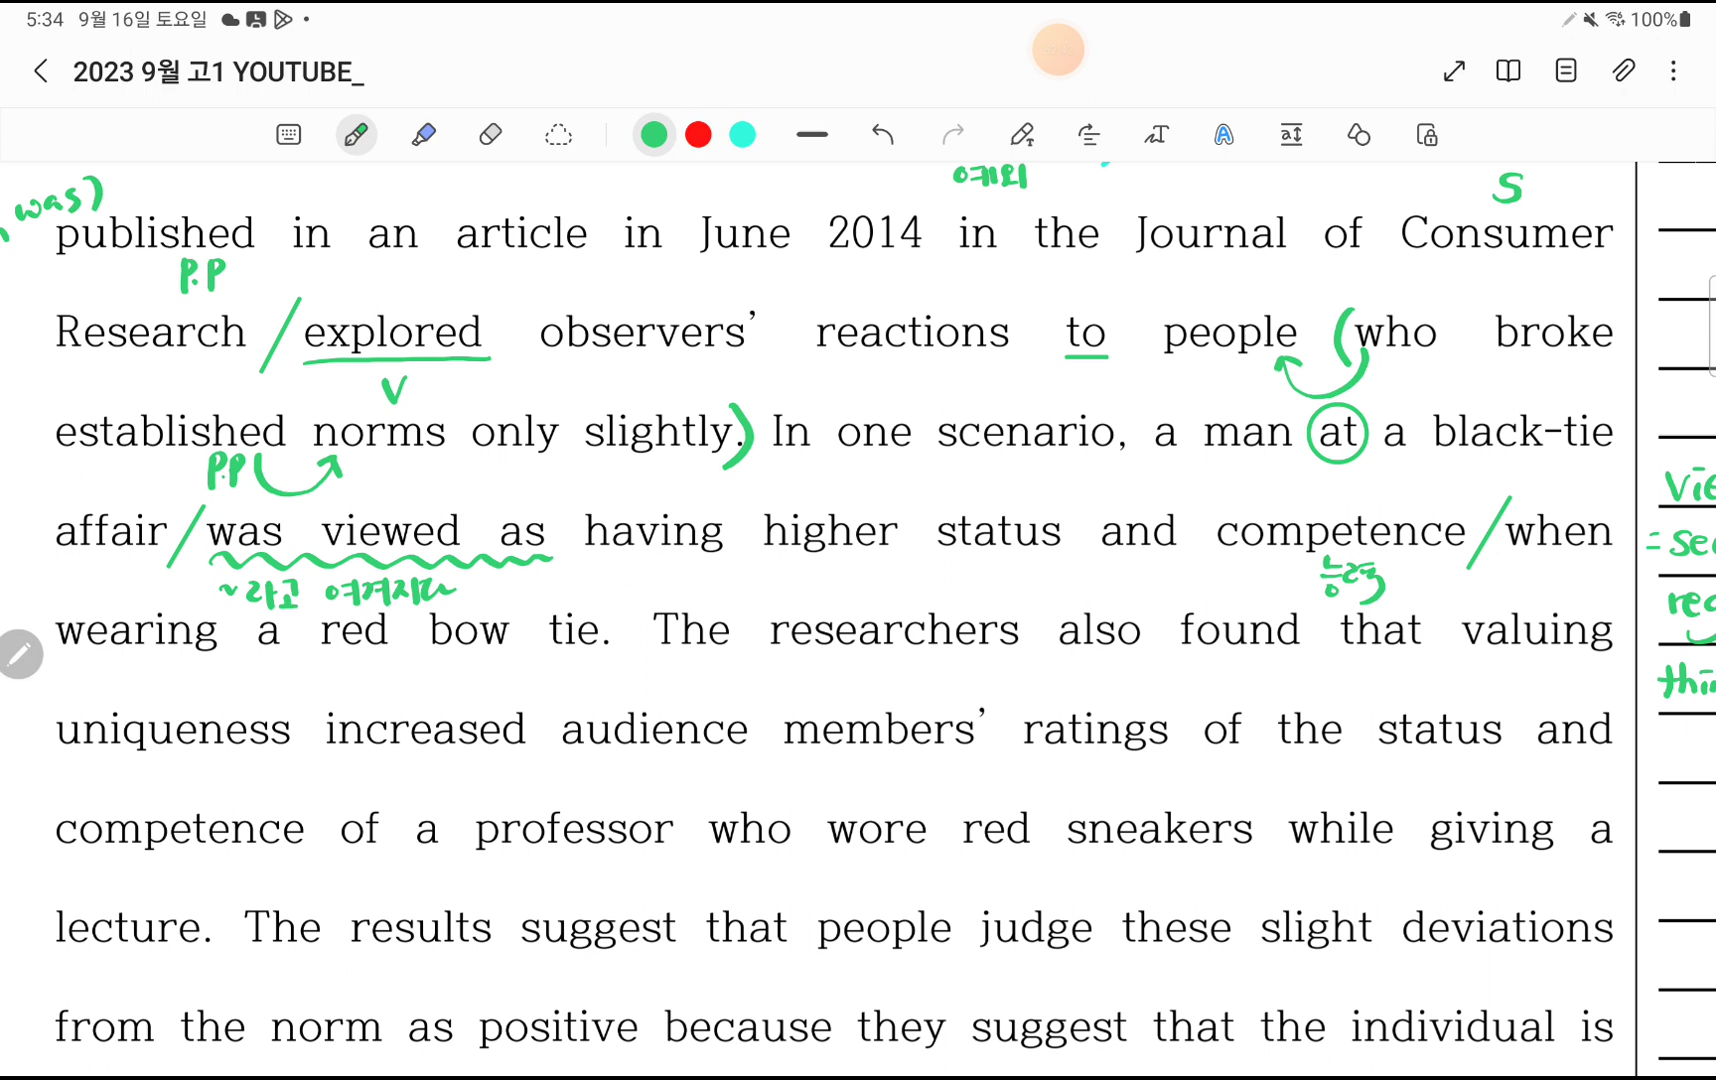 5:34 9월 16일 토요일 100%
2023 9월 고1 YOUTUBE_
예외 S
was)
published in an article in June 2014 in the Journal of Consumer
P.P
Research / explored observers' reactions to people (who broke
V
established norms only slightly.) In one scenario, a man at a black-tie
P.P
affair / was viewed as having higher status and competence / when
~라고 여겨지다 능력
wearing a red bow tie. The researchers also found that valuing
uniqueness increased audience members' ratings of the status and
competence of a professor who wore red sneakers while giving a
lecture. The results suggest that people judge these slight deviations
from the norm as positive because they suggest that the individual is